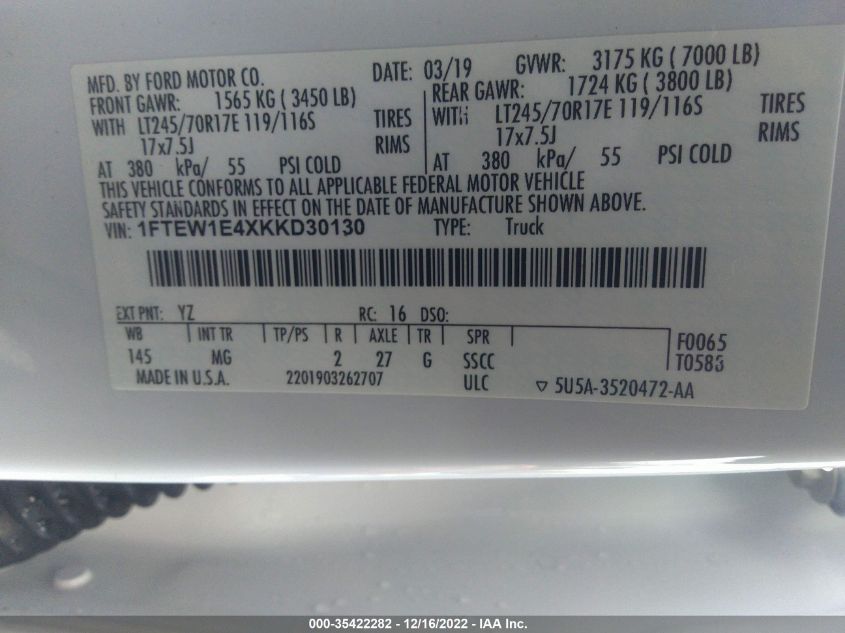 MFD. BY FORD MOTOR CO. DATE: 03/19 GVWR: 3175 KG ( 7000 LB)
FRONT GAWR: 1565 KG ( 3450 LB) REAR GAWR: 1724 KG ( 3800 LB)
WITH LT245/70R17E 119/116S TIRES WITH LT245/70R17E 119/116S TIRES
17x7.5J RIMS 17x7.5J RIMS
AT 380 kPa/ 55 PSI COLD AT 380 kPa/ 55 PSI COLD
THIS VEHICLE CONFORMS TO ALL APPLICABLE FEDERAL MOTOR VEHICLE
SAFETY STANDARDS IN EFFECT ON THE DATE OF MANUFACTURE SHOWN ABOVE.
VIN: 1FTEW1E4XKKD30130 TYPE: Truck
EXT PNT: YZ RC: 16 DSO:
WB INT TR TP/PS R AXLE TR SPR F0065
145 MG 2 27 G SSCC T0583
MADE IN U.S.A. 2201903262707 ULC ▽ 5U5A-3520472-AA
000-35422282 - 12/16/2022 - IAA Inc.